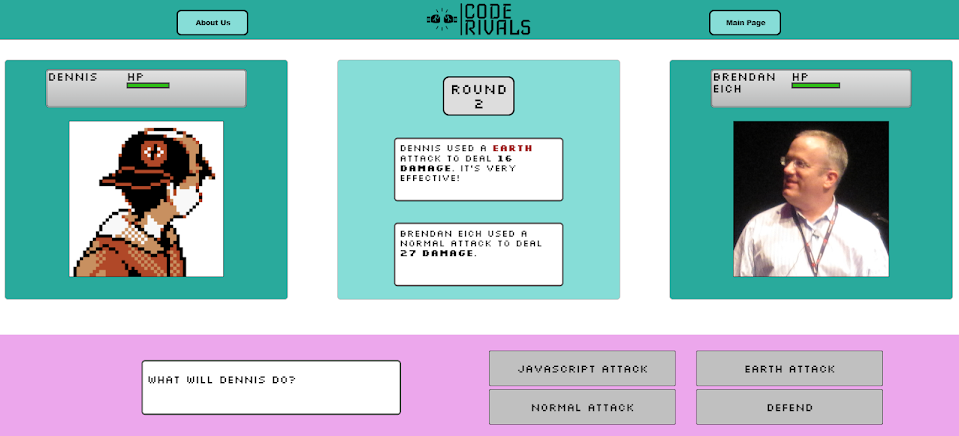 About Us
CODE
RIVALS
Main Page
DENNIS HP
BRENDAN HP
EICH
ROUND
2
DENNIS USED A EARTH
ATTACK TO DEAL 16
DAMAGE. IT'S VERY
EFFECTIVE!
BRENDAN EICH USED A
NORMAL ATTACK TO DEAL
27 DAMAGE.
WHAT WILL DENNIS DO?
JAVASCRIPT ATTACK
EARTH ATTACK
NORMAL ATTACK
DEFEND